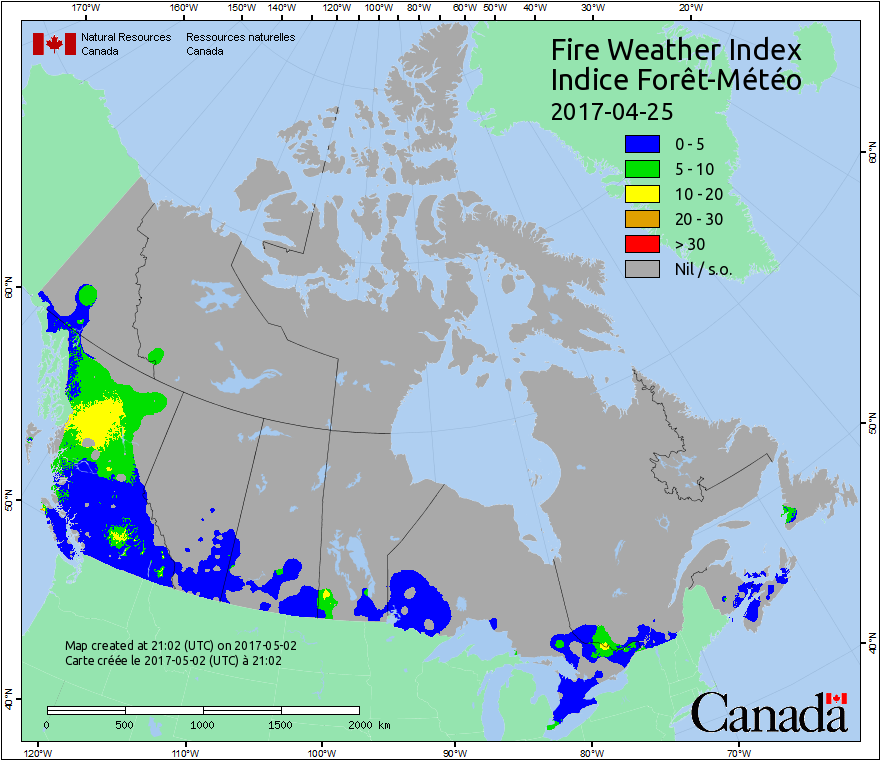 170°W 160°W 150°W 140°W 130°W 120°W 110°W 100°W 90°W 80°W 60°W 50°W 40°W 30°W 20°W
Natural Resources Canada
Ressources naturelles Canada
Fire Weather Index
Indice Forêt-Météo
2017-04-25
0 - 5
5 - 10
10 - 20
20 - 30
> 30
Nil / s.o.
60°N
60°N
50°N
50°N
40°N
40°N
Map created at 21:02 (UTC) on 2017-05-02
Carte créée le 2017-05-02 (UTC) à 21:02
0 500 1000 1500 2000 km
Canada
120°W 110°W 100°W 90°W 80°W 70°W